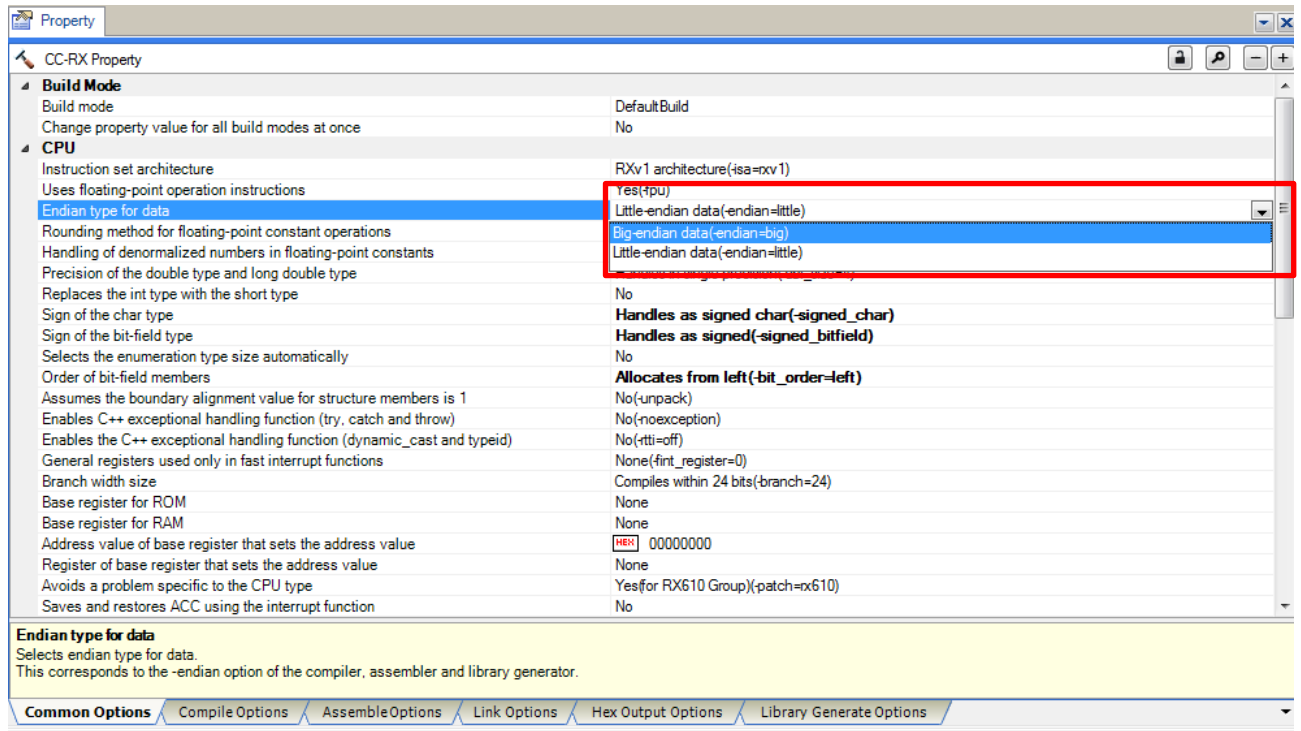 Property
CC-RX Property
Build Mode
Build mode DefaultBuild
Change property value for all build modes at once No
CPU
Instruction set architecture RXv1 architecture(-isa=rxv1)
Uses floating-point operation instructions Yes(-fpu)
Endian type for data Little-endian data(-endian=little)
Rounding method for floating-point constant operations Big-endian data(-endian=big)
Handling of denormalized numbers in floating-point constants Little-endian data(-endian=little)
Precision of the double type and long double type
Replaces the int type with the short type No
Sign of the char type Handles as signed char(-signed_char)
Sign of the bit-field type Handles as signed(-signed_bitfield)
Selects the enumeration type size automatically No
Order of bit-field members Allocates from left(-bit_order=left)
Assumes the boundary alignment value for structure members is 1 No(-unpack)
Enables C++ exceptional handling function (try, catch and throw) No(-noexception)
Enables the C++ exceptional handling function (dynamic_cast and typeid) No(-rtti=off)
General registers used only in fast interrupt functions None(-fint_register=0)
Branch width size Compiles within 24 bits(-branch=24)
Base register for ROM None
Base register for RAM None
Address value of base register that sets the address value HEX 00000000
Register of base register that sets the address value None
Avoids a problem specific to the CPU type Yes(for RX610 Group)(-patch=rx610)
Saves and restores ACC using the interrupt function No
Endian type for data
Selects endian type for data.
This corresponds to the -endian option of the compiler, assembler and library generator.
Common Options Compile Options Assemble Options Link Options Hex Output Options Library Generate Options